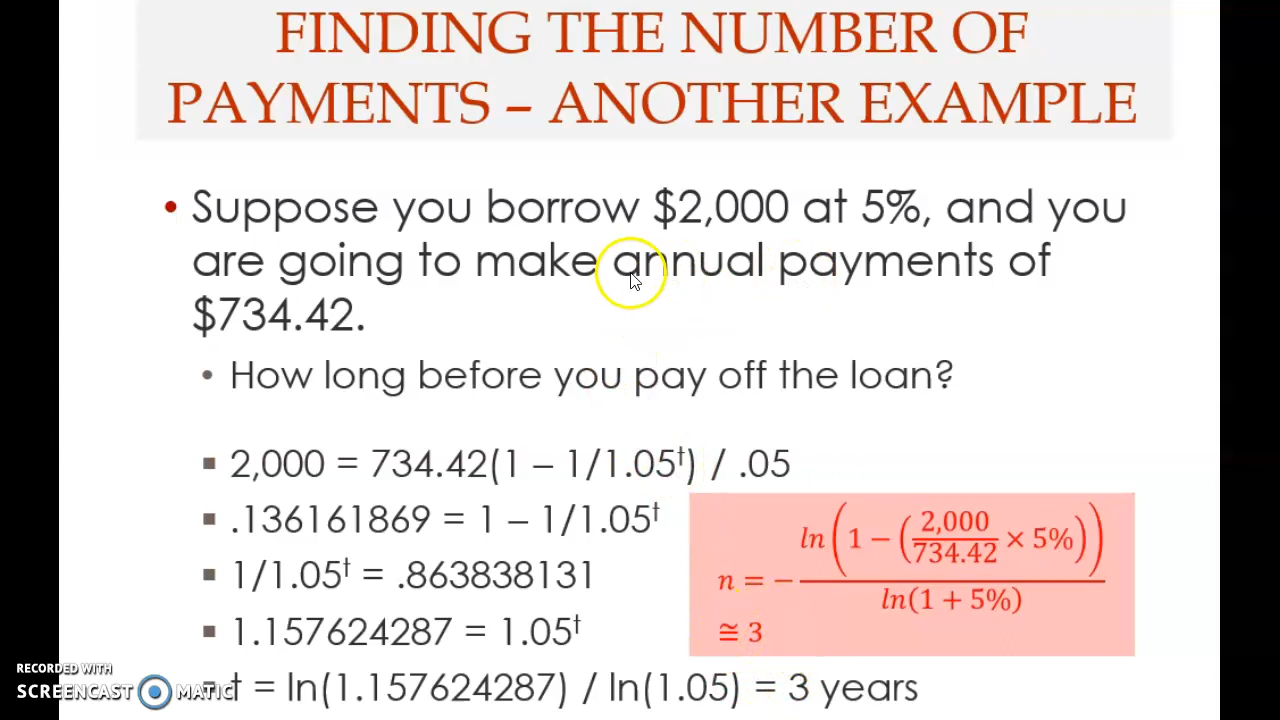 FINDING THE NUMBER OF
PAYMENTS – ANOTHER EXAMPLE
• Suppose you borrow $2,000 at 5%, and you
are going to make annual payments of
$734.42.
• How long before you pay off the loan?
▪ 2,000 = 734.42(1 – 1/1.05ᵗ) / .05
▪ .136161869 = 1 – 1/1.05ᵗ
▪ 1/1.05ᵗ = .863838131
▪ 1.157624287 = 1.05ᵗ
▪ t = ln(1.157624287) / ln(1.05) = 3 years
n = − ln(1 − (2,000/734.42 × 5%)) / ln(1 + 5%)
≅ 3
RECORDED WITH
SCREENCAST MATIC